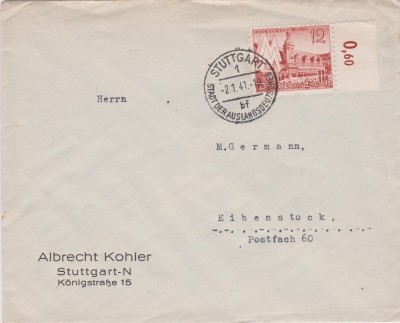 12
0,60
STUTTGART
1
-2.1.41.-
bf
STADT DER AUSLANDSDEUTSCHEN
Herrn
M.Germann,
Eibenstock,
Postfach 60
Albrecht Kohler
Stuttgart-N
Königstraße 15